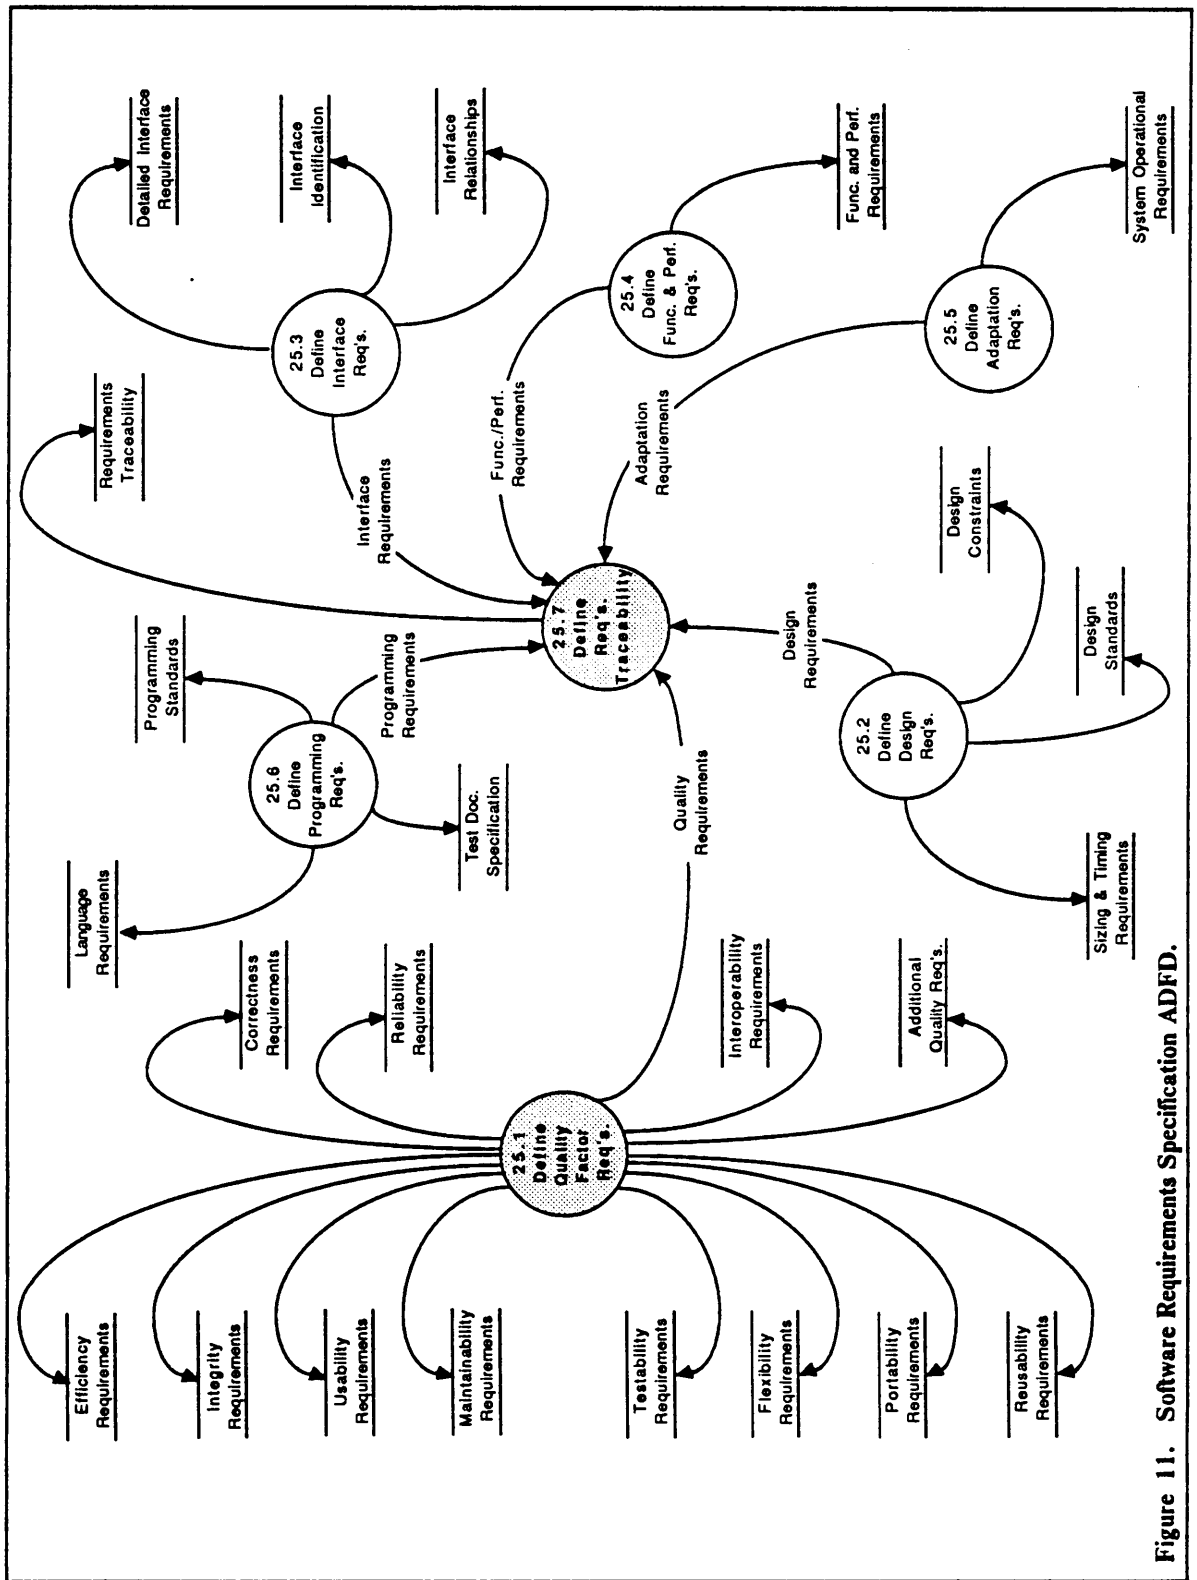 Efficiency
Requirements
Integrity
Requirements
Usability
Requirements
Maintainability
Requirements
Testability
Requirements
Flexibility
Requirements
Portability
Requirements
Reusability
Requirements
25.1
Define
Quality
Factor
Req's.
Correctness
Requirements
Reliability
Requirements
Interoperability
Requirements
Additional
Quality Req's.
Language
Requirements
Programming
Standards
25.6
Define
Programming
Req's.
Test Doc.
Specification
Programming
Requirements
Quality
Requirements
Sizing & Timing
Requirements
25.2
Define
Design
Req's.
Design
Requirements
Design
Constraints
Design
Standards
25.7
Define
Req's.
Traceability
Requirements
Traceability
Interface
Requirements
Func./Perf.
Requirements
Adaptation
Requirements
25.3
Define
Interface
Req's.
Detailed Interface
Requirements
Interface
Identification
Interface
Relationships
25.4
Define
Func. & Perf.
Req's.
Func. and Perf.
Requirements
25.5
Define
Adaptation
Req's.
System Operational
Requirements
Figure 11. Software Requirements Specification ADFD.